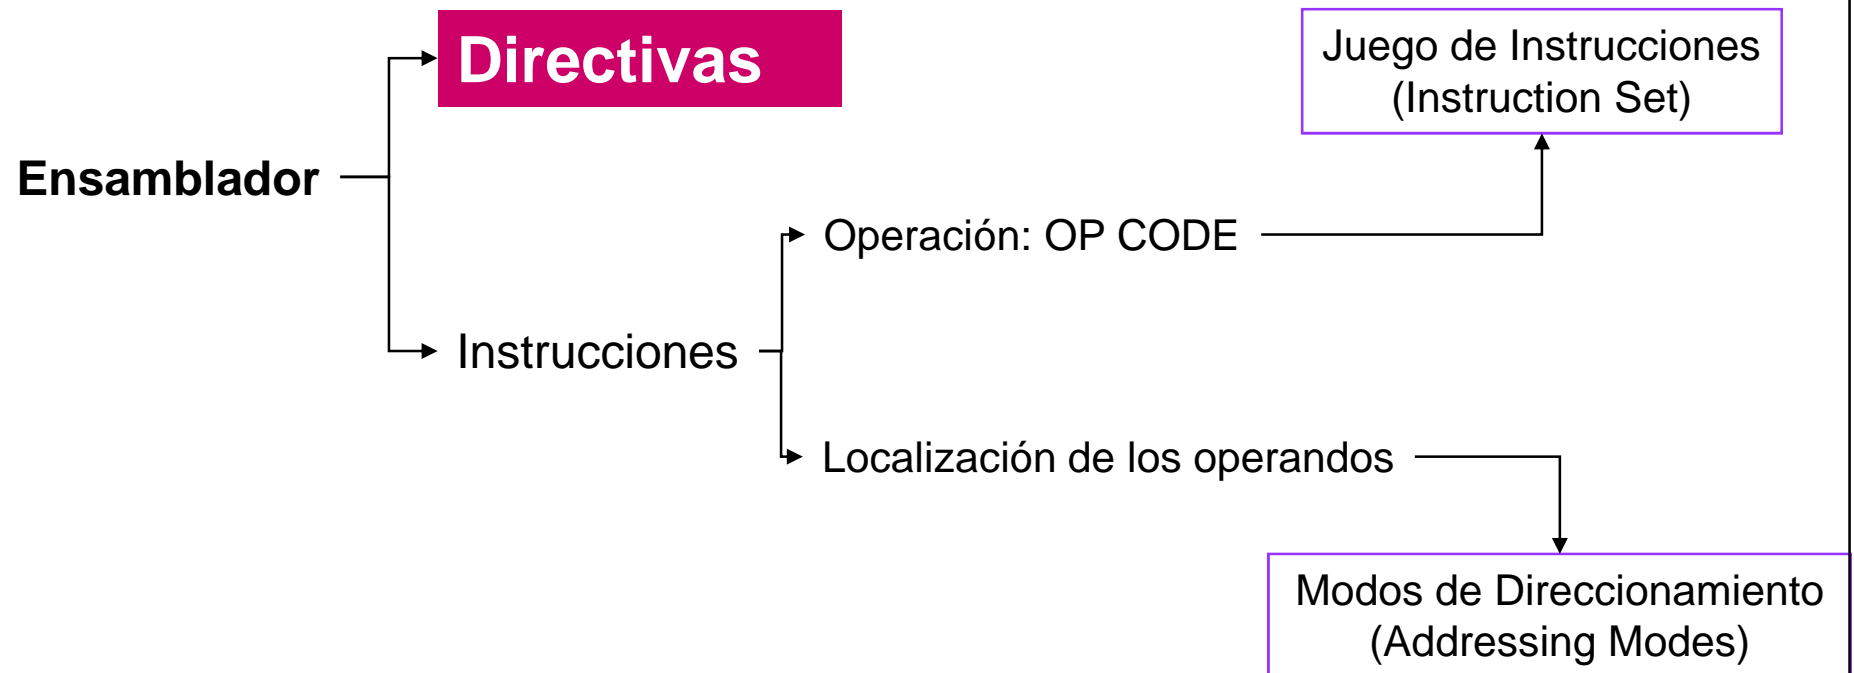 Directivas
Juego de Instrucciones
(Instruction Set)
Ensamblador
Operación: OP CODE
Instrucciones
Localización de los operandos
Modos de Direccionamiento
(Addressing Modes)